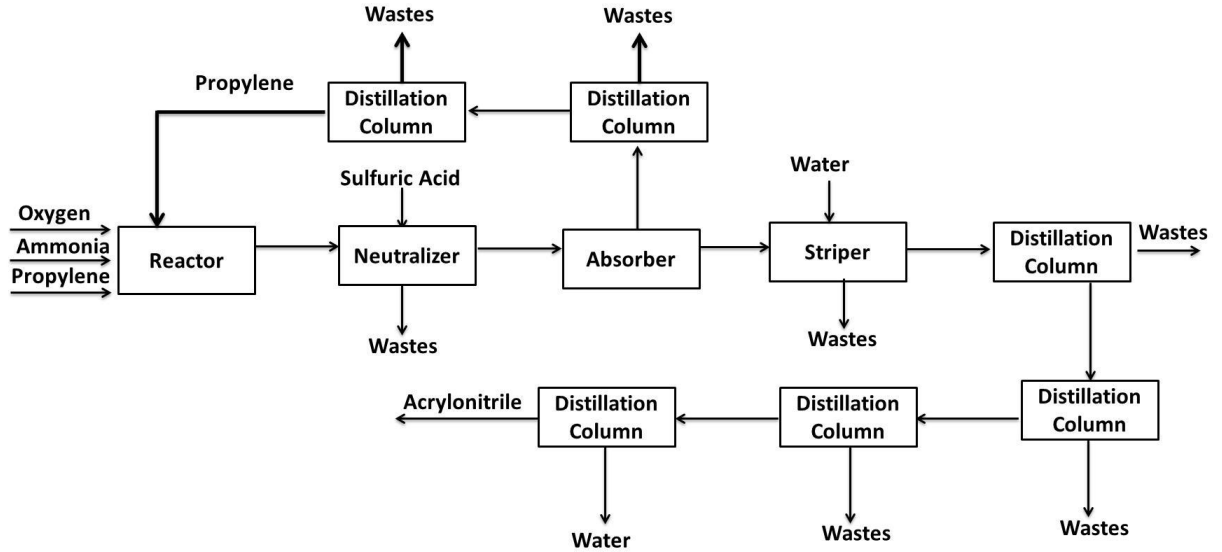 Wastes
Wastes
Propylene
Distillation
Column
Distillation
Column
Sulfuric Acid
Water
Oxygen
Ammonia
Propylene
Reactor
Neutralizer
Absorber
Striper
Distillation
Column
Wastes
Wastes
Wastes
Acrylonitrile
Distillation
Column
Distillation
Column
Distillation
Column
Water
Wastes
Wastes